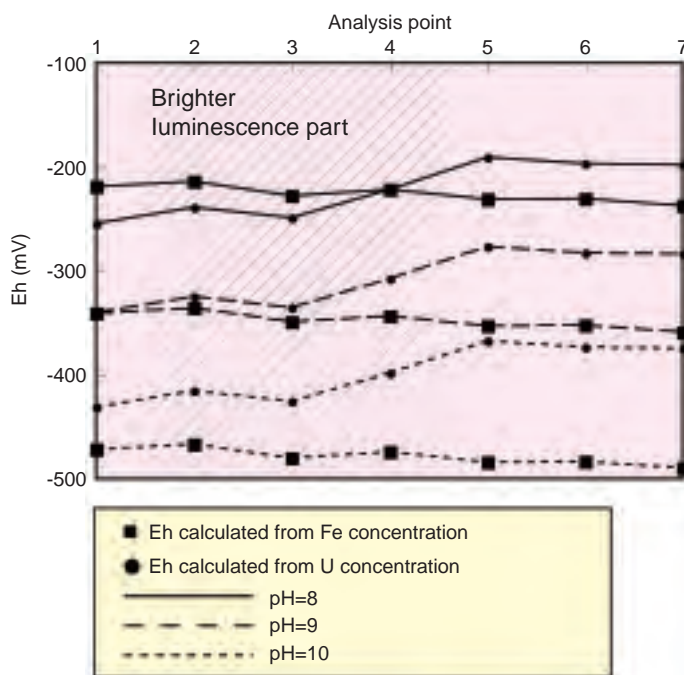 Analysis point
1 2 3 4 5 6 7
-100
Brighter
luminescence part
-200
Eh (mV)
-300
-400
-500
Eh calculated from Fe concentration
Eh calculated from U concentration
pH=8
pH=9
pH=10